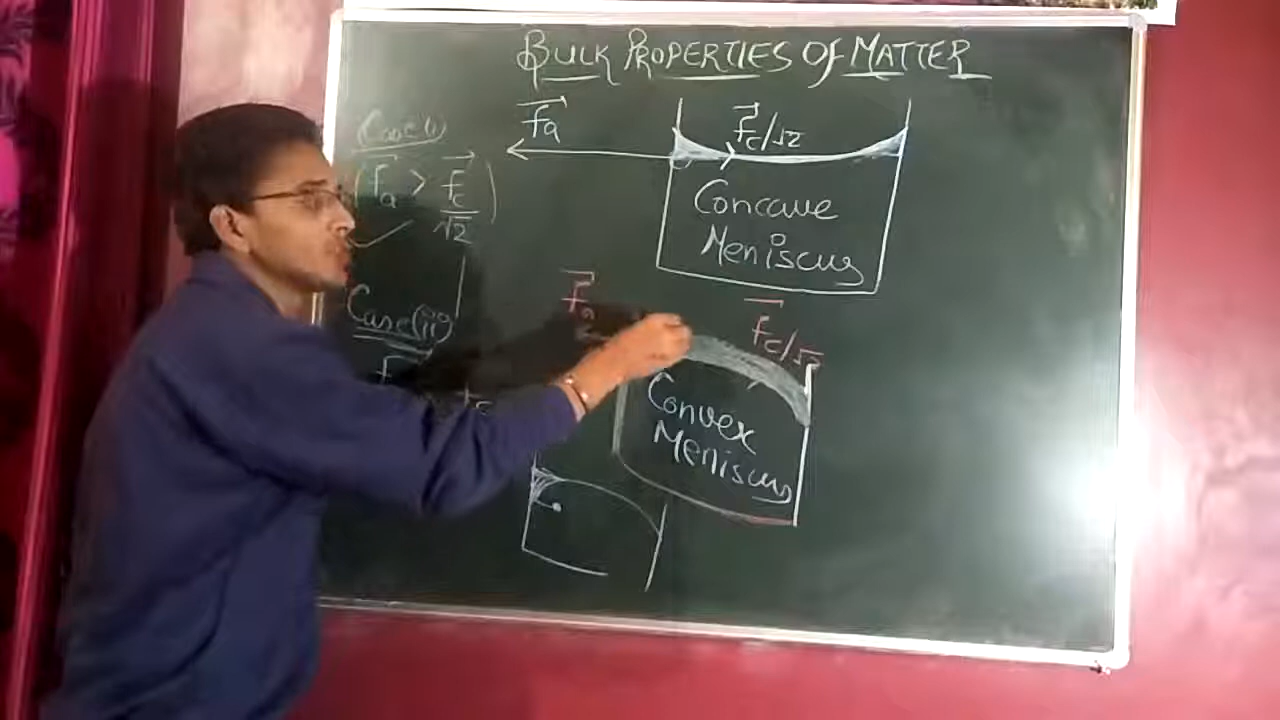 BULK PROPERTIES OF MATTER
Case(i)
(Fa > Fc/√2)
Case(ii)
F
Fa
Fc/√2
Concave
Meniscus
Fa
Fc/√2
Convex
Meniscus